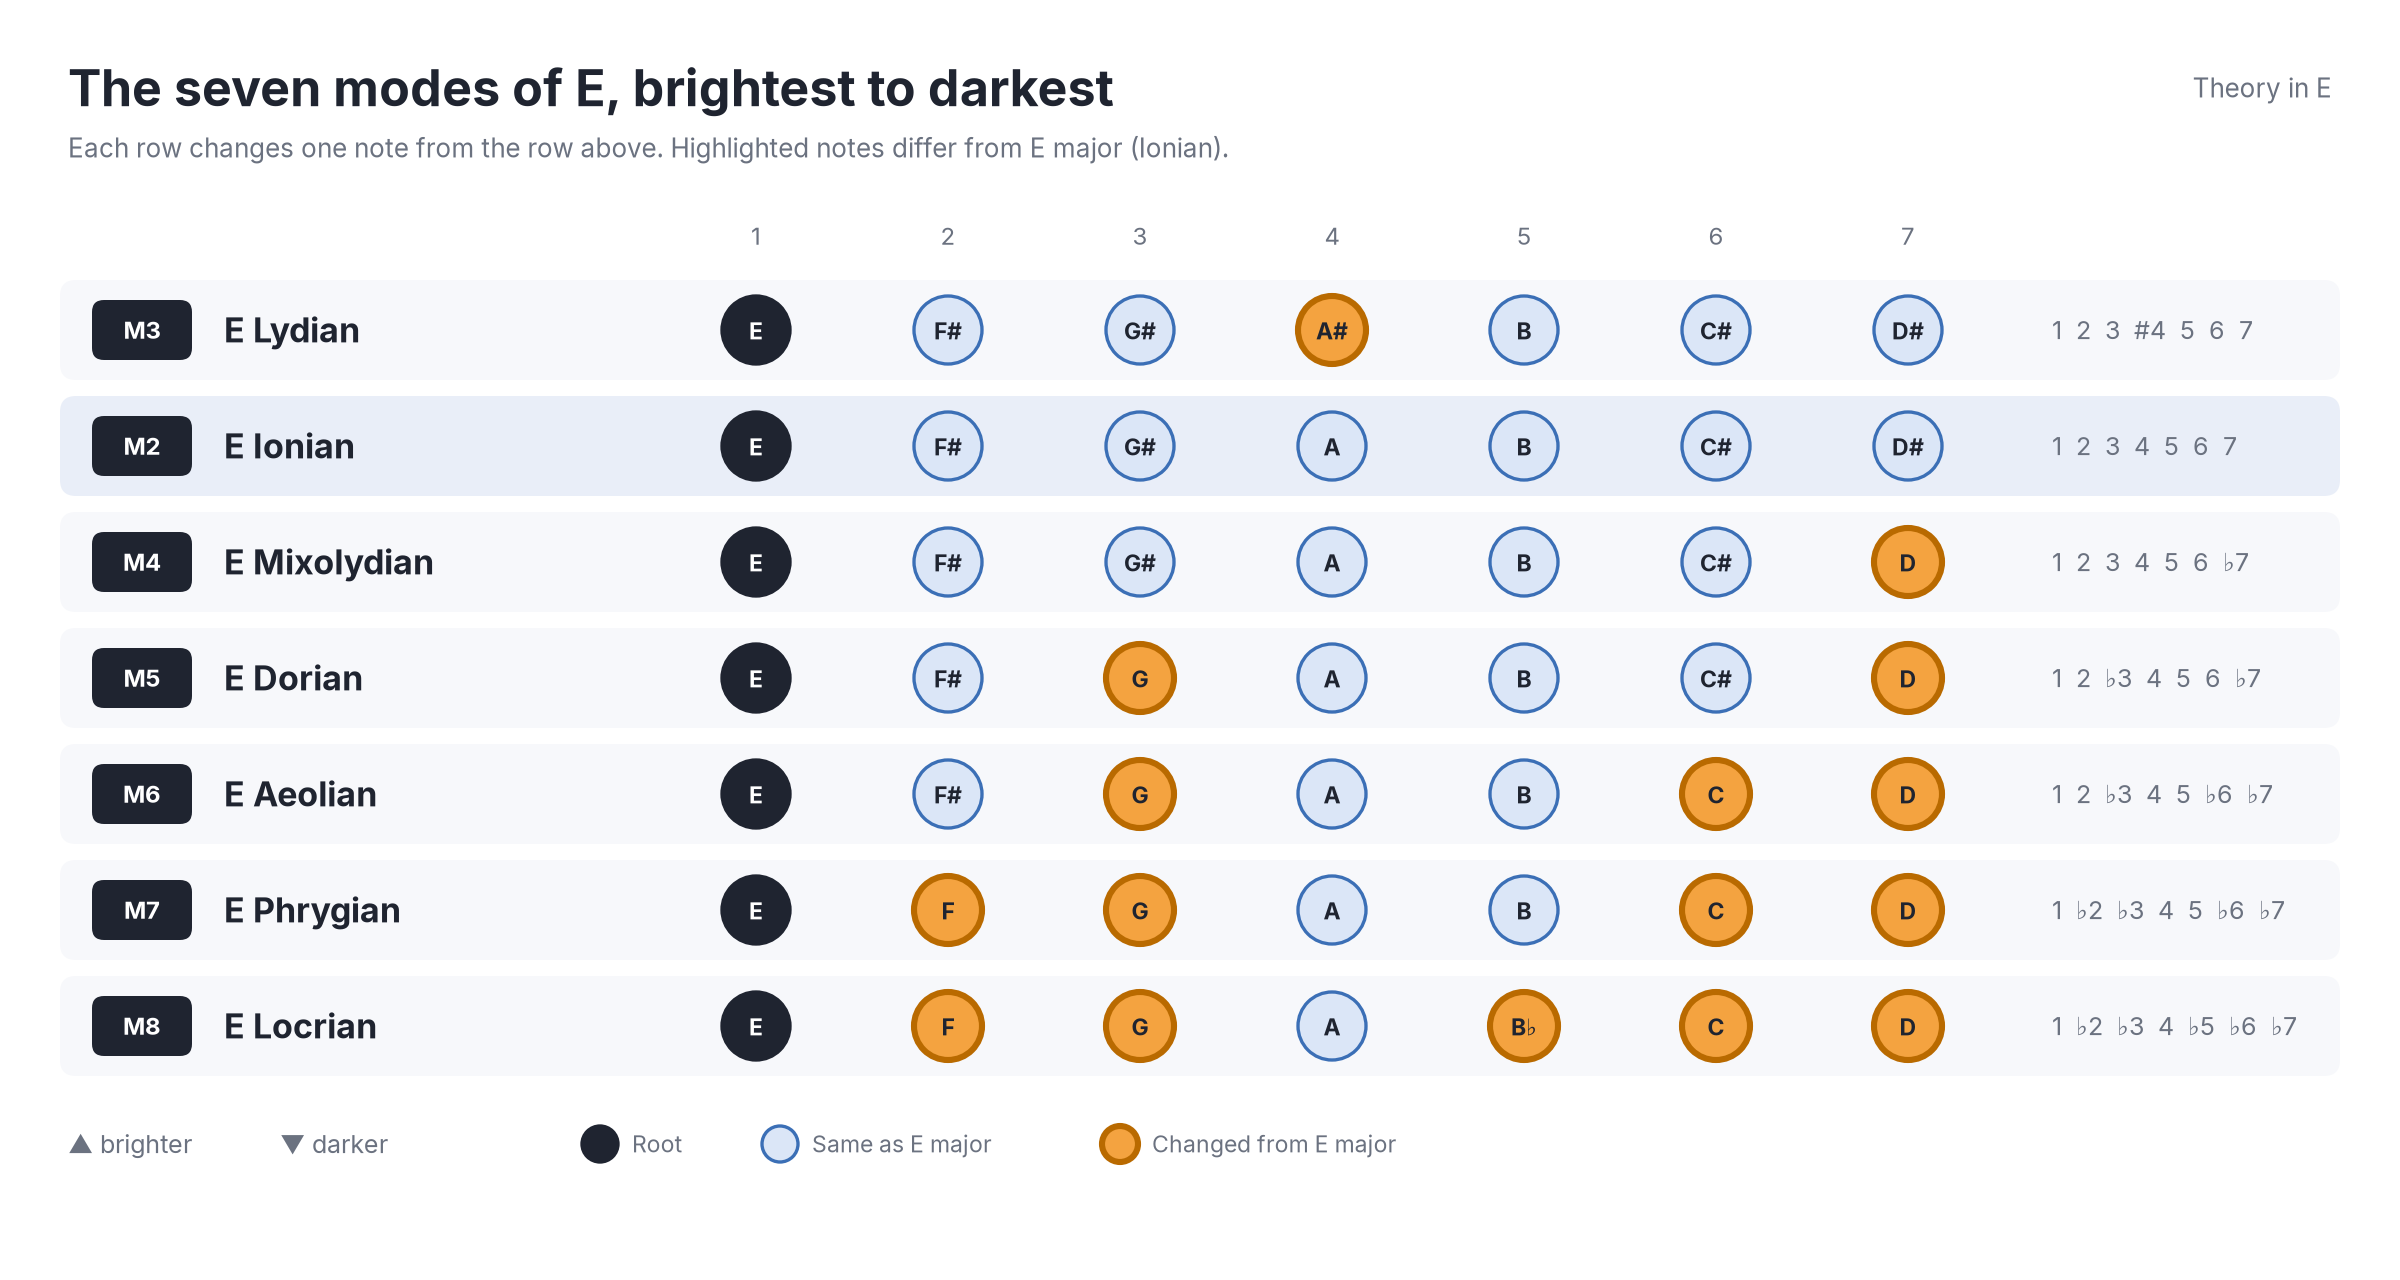 The seven modes of E, brightest to darkest
Theory in E
Each row changes one note from the row above. Highlighted notes differ from E major (Ionian).
1 2 3 4 5 6 7
M3 E Lydian E F# G# A# B C# D# 1 2 3 #4 5 6 7
M2 E Ionian E F# G# A B C# D# 1 2 3 4 5 6 7
M4 E Mixolydian E F# G# A B C# D 1 2 3 4 5 6 ♭7
M5 E Dorian E F# G A B C# D 1 2 ♭3 4 5 6 ♭7
M6 E Aeolian E F# G A B C D 1 2 ♭3 4 5 ♭6 ♭7
M7 E Phrygian E F G A B C D 1 ♭2 ♭3 4 5 ♭6 ♭7
M8 E Locrian E F G A B♭ C D 1 ♭2 ♭3 4 ♭5 ♭6 ♭7
▲ brighter ▼ darker Root Same as E major Changed from E major